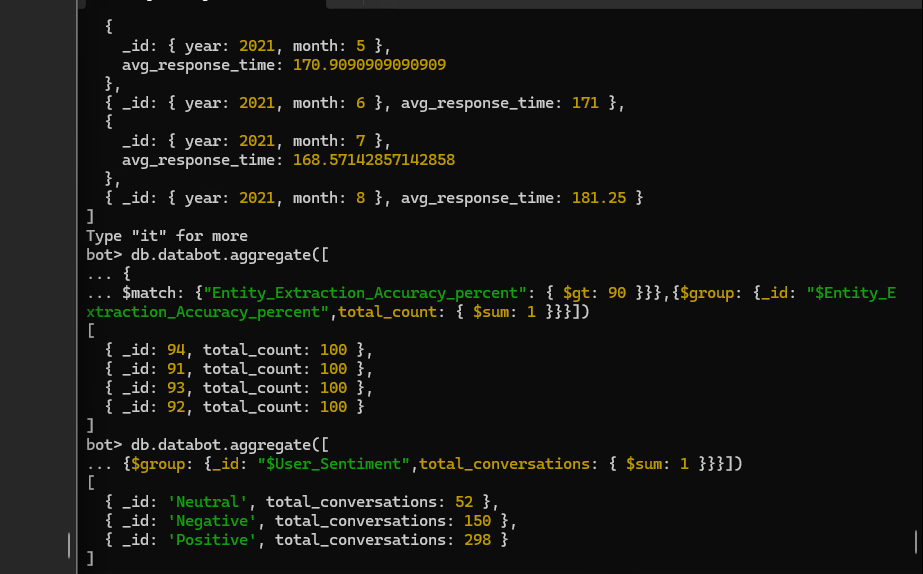 {
_id: { year: 2021, month: 5 },
avg_response_time: 170.9090909090909
},
{ _id: { year: 2021, month: 6 }, avg_response_time: 171 },
{
_id: { year: 2021, month: 7 },
avg_response_time: 168.57142857142858
},
{ _id: { year: 2021, month: 8 }, avg_response_time: 181.25 }
]
Type "it" for more
bot> db.databot.aggregate([
... {
... $match: {"Entity_Extraction_Accuracy_percent": { $gt: 90 }}},{$group: {_id: "$Entity_E
xtraction_Accuracy_percent",total_count: { $sum: 1 }}}])
[
{ _id: 94, total_count: 100 },
{ _id: 91, total_count: 100 },
{ _id: 93, total_count: 100 },
{ _id: 92, total_count: 100 }
]
bot> db.databot.aggregate([
... {$group: {_id: "$User_Sentiment",total_conversations: { $sum: 1 }}}])
[
{ _id: 'Neutral', total_conversations: 52 },
{ _id: 'Negative', total_conversations: 150 },
{ _id: 'Positive', total_conversations: 298 }
]